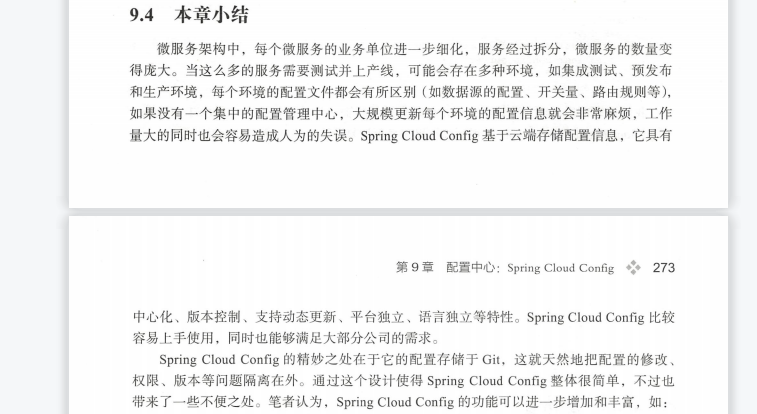 9.4 本章小结
微服务架构中，每个微服务的业务单位进一步细化，服务经过拆分，微服务的数量变
得庞大。当这么多的服务需要测试并上产线，可能会存在多种环境，如集成测试、预发布
和生产环境，每个环境的配置文件都会有所区别（如数据源的配置、开关量、路由规则等），
如果没有一个集中的配置管理中心，大规模更新每个环境的配置信息就会非常麻烦，工作
量大的同时也会容易造成人为的失误。Spring Cloud Config 基于云端存储配置信息，它具有
第 9 章 配置中心：Spring Cloud Config 273
中心化、版本控制、支持动态更新、平台独立、语言独立等特性。Spring Cloud Config 比较
容易上手使用，同时也能够满足大部分公司的需求。
Spring Cloud Config 的精妙之处在于它的配置存储于 Git，这就天然地把配置的修改、
权限、版本等问题隔离在外。通过这个设计使得 Spring Cloud Config 整体很简单，不过也
带来了一些不便之处。笔者认为，Spring Cloud Config 的功能可以进一步增加和丰富，如：